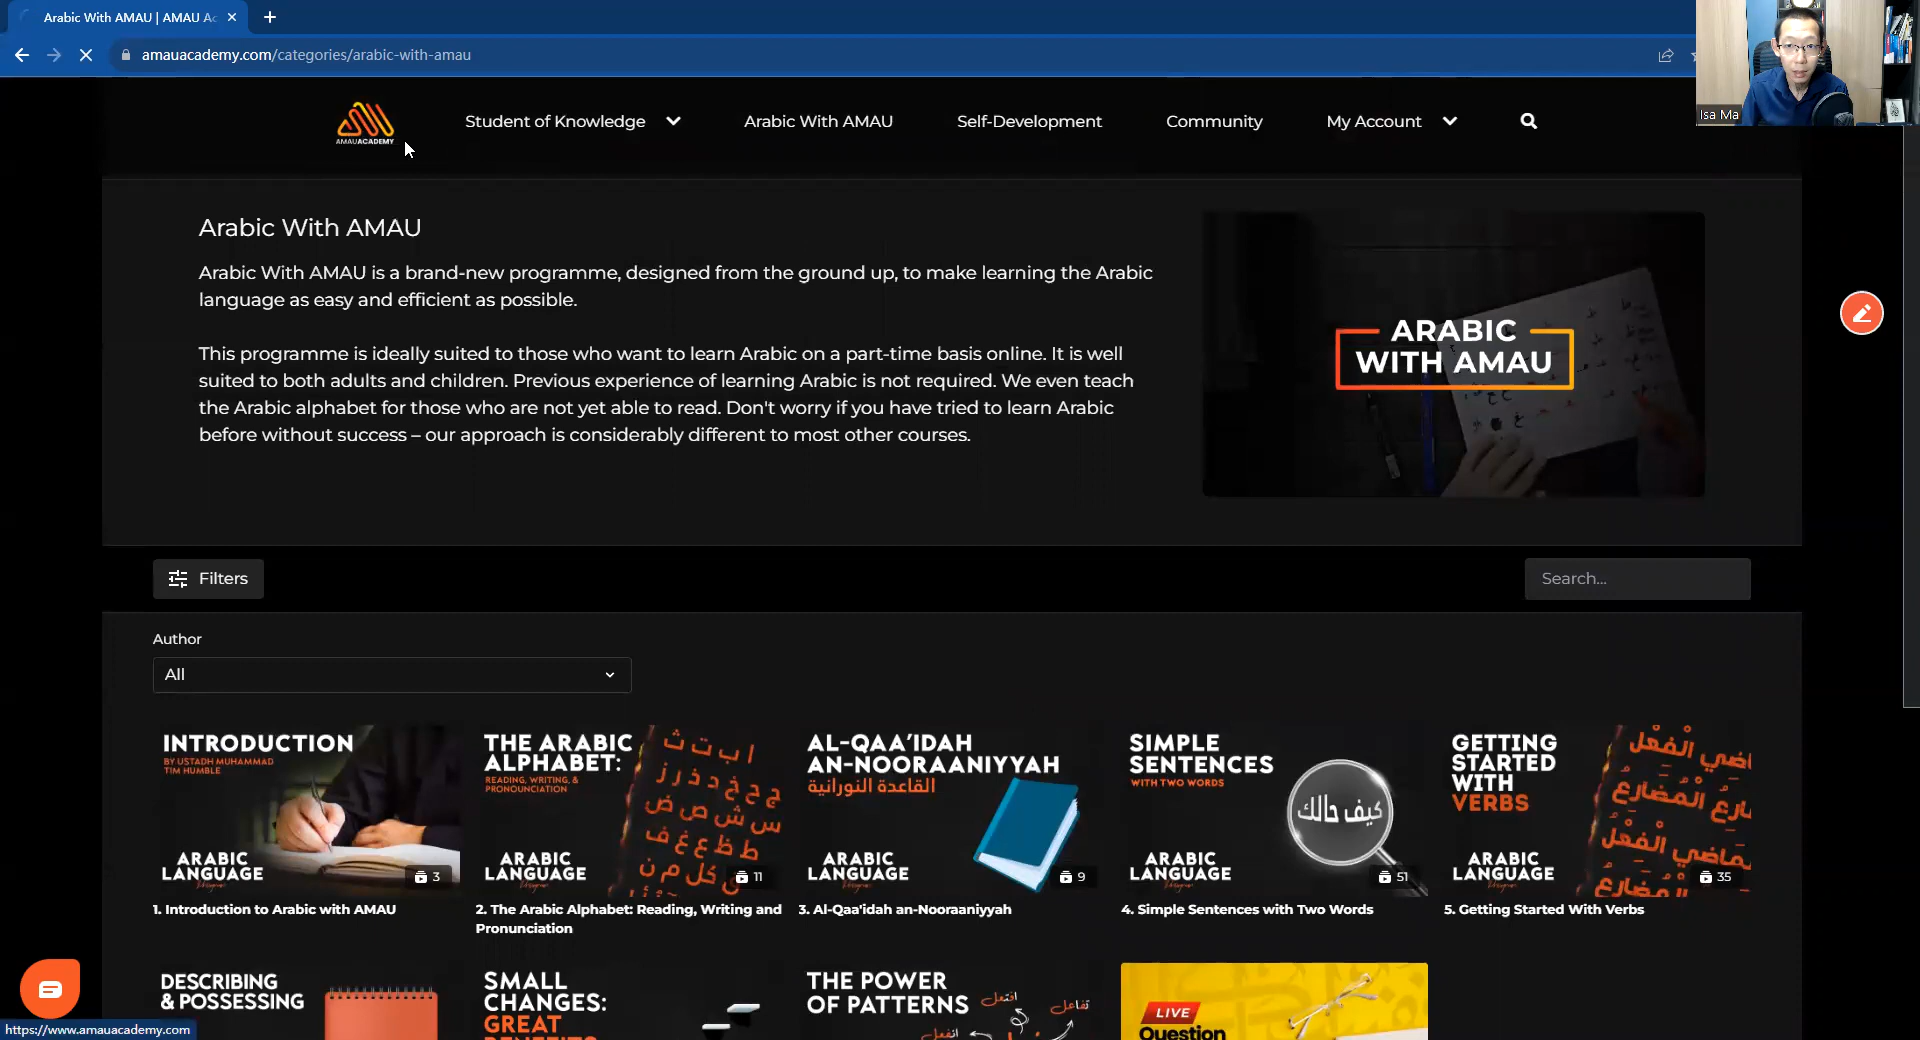 Arabic With AMAU | AMAU Ac
amauacademy.com/categories/arabic-with-amau
Isa Ma
AMAUACADEMY
Student of Knowledge
Arabic With AMAU
Self-Development
Community
My Account
Arabic With AMAU
Arabic With AMAU is a brand-new programme, designed from the ground up, to make learning the Arabic
language as easy and efficient as possible.
This programme is ideally suited to those who want to learn Arabic on a part-time basis online. It is well
suited to both adults and children. Previous experience of learning Arabic is not required. We even teach
the Arabic alphabet for those who are not yet able to read. Don't worry if you have tried to learn Arabic
before without success – our approach is considerably different to most other courses.
ARABIC
WITH AMAU
Filters
Search...
Author
All
INTRODUCTION
BY USTADH MUHAMMAD
TIM HUMBLE
ARABIC
LANGUAGE
3
1. Introduction to Arabic with AMAU
THE ARABIC
ALPHABET:
READING, WRITING, &
PRONOUNCIATION
ا ب ت ث
ج ح خ د ذ ر ز
س ش ص ض
ط ظ ع غ ف
ق ك ل م ن
ARABIC
LANGUAGE
11
2. The Arabic Alphabet: Reading, Writing and
Pronunciation
AL-QAA'IDAH
AN-NOORAANIYYAH
القاعدة النورانية
ARABIC
LANGUAGE
9
3. Al-Qaa'idah an-Nooraaniyyah
SIMPLE
SENTENCES
WITH TWO WORDS
كيف حالك
ARABIC
LANGUAGE
51
4. Simple Sentences with Two Words
GETTING
STARTED
WITH
VERBS
ARABIC
LANGUAGE
35
5. Getting Started With Verbs
DESCRIBING
& POSSESSING
SMALL
CHANGES:
GREAT
BENEFITS
THE POWER
OF PATTERNS
افتعل
تفاعل
انفعل
LIVE
Question
https://www.amauacademy.com